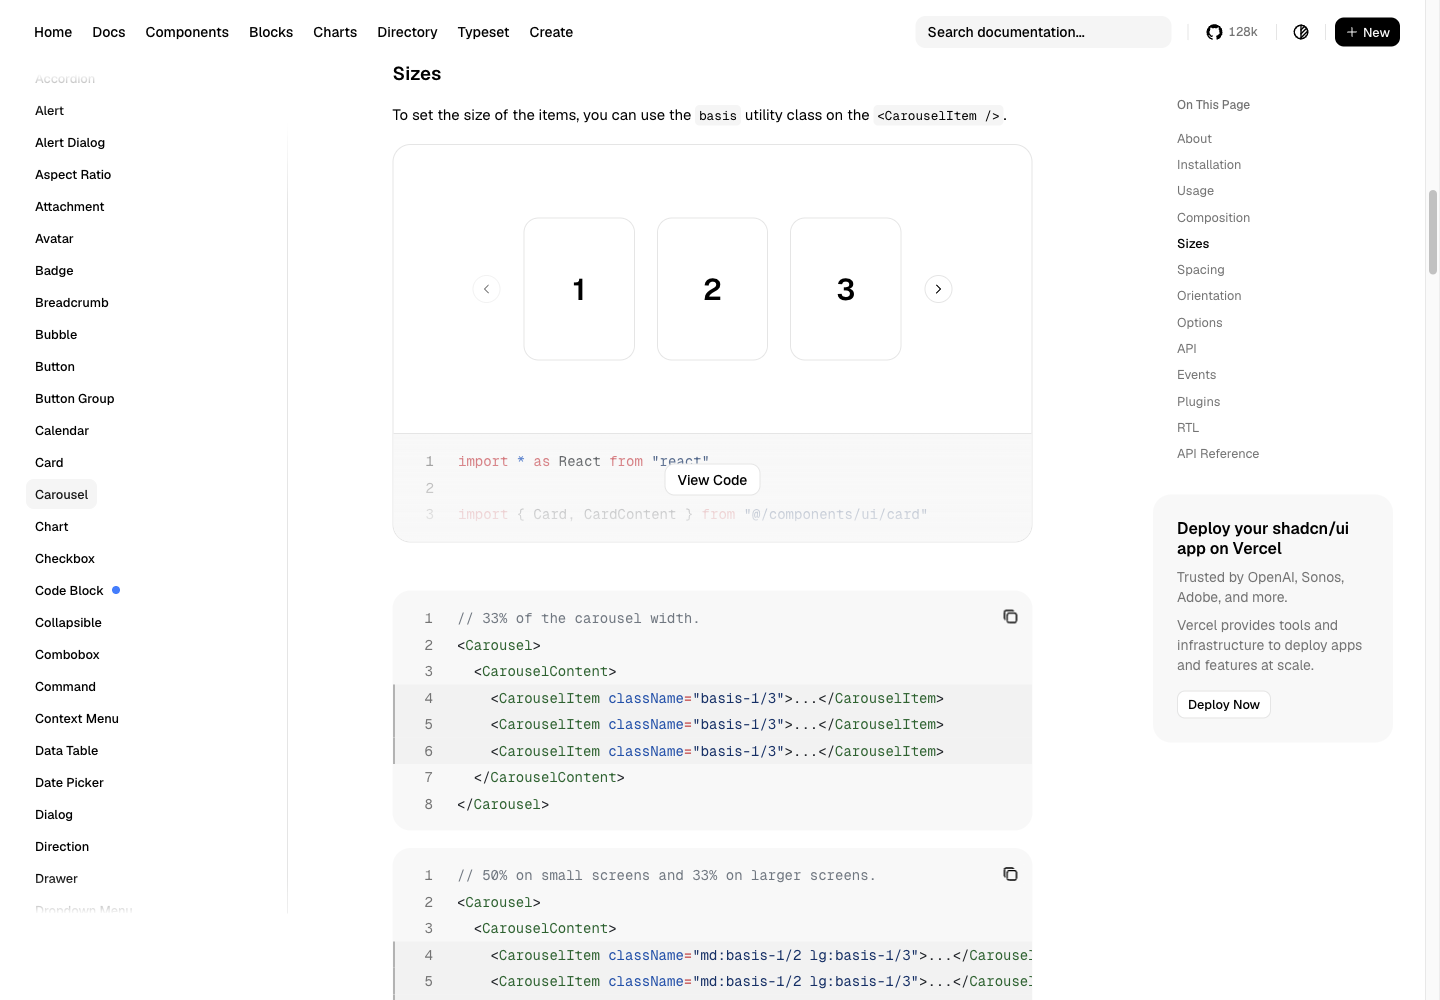 Home Docs Components Blocks Charts Directory Typeset Create Search documentation... 128k New
Accordion
Alert
Alert Dialog
Aspect Ratio
Attachment
Avatar
Badge
Breadcrumb
Bubble
Button
Button Group
Calendar
Card
Carousel
Chart
Checkbox
Code Block
Collapsible
Combobox
Command
Context Menu
Data Table
Date Picker
Dialog
Direction
Drawer
Dropdown Menu
Sizes
To set the size of the items, you can use the basis utility class on the <CarouselItem />.
1 2 3
1 import * as React from "react"
View Code
2
3 import { Card, CardContent } from "@/components/ui/card"
1 // 33% of the carousel width.
2 <Carousel>
3 <CarouselContent>
4 <CarouselItem className="basis-1/3">...</CarouselItem>
5 <CarouselItem className="basis-1/3">...</CarouselItem>
6 <CarouselItem className="basis-1/3">...</CarouselItem>
7 </CarouselContent>
8 </Carousel>
1 // 50% on small screens and 33% on larger screens.
2 <Carousel>
3 <CarouselContent>
4 <CarouselItem className="md:basis-1/2 lg:basis-1/3">...</Carousel
5 <CarouselItem className="md:basis-1/2 lg:basis-1/3">...</Carousel
On This Page
About
Installation
Usage
Composition
Sizes
Spacing
Orientation
Options
API
Events
Plugins
RTL
API Reference
Deploy your shadcn/ui
app on Vercel
Trusted by OpenAI, Sonos,
Adobe, and more.
Vercel provides tools and
infrastructure to deploy apps
and features at scale.
Deploy Now